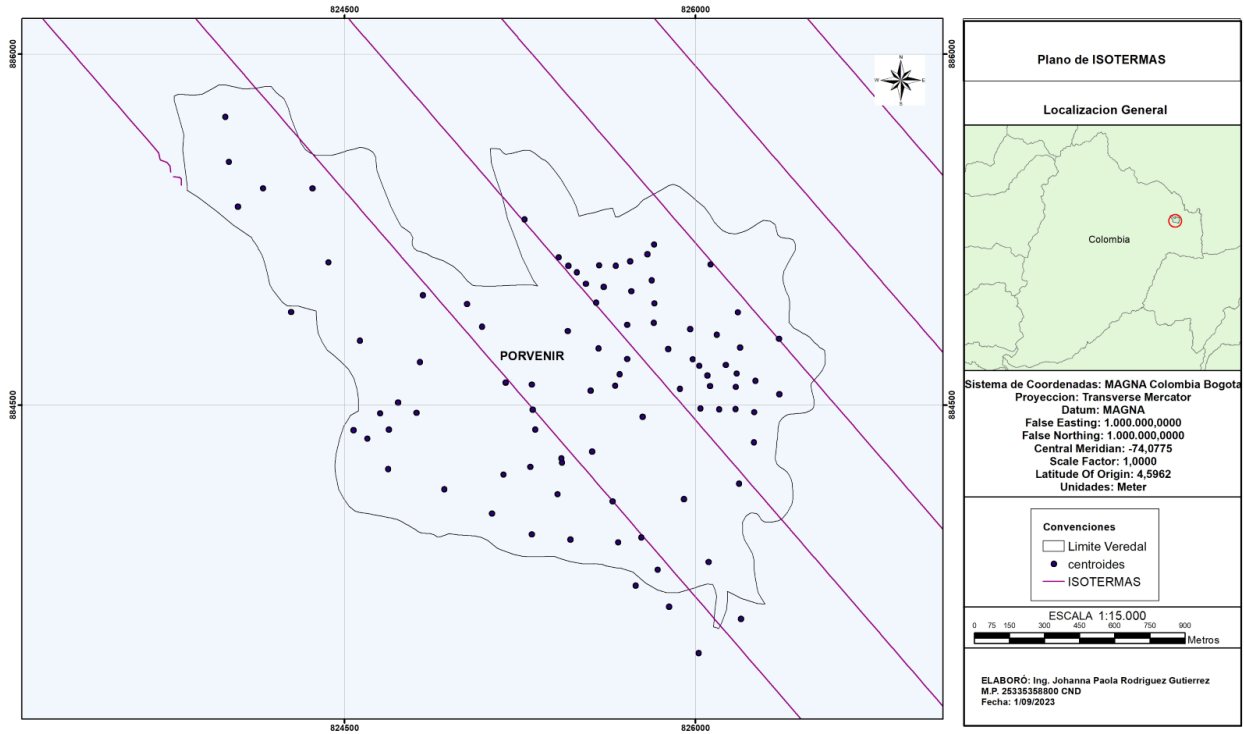 824500
826000
886000
886000
N
W
E
S
PORVENIR
884500
884500
824500
826000
Plano de ISOTERMAS
Localizacion General
Colombia
Sistema de Coordenadas: MAGNA Colombia Bogota
Proyeccion: Transverse Mercator
Datum: MAGNA
False Easting: 1.000.000,0000
False Northing: 1.000.000,0000
Central Meridian: -74,0775
Scale Factor: 1,0000
Latitude Of Origin: 4,5962
Unidades: Meter
Convenciones
Limite Veredal
centroides
ISOTERMAS
ESCALA 1:15.000
0 75 150 300 450 600 750 900
Metros
ELABORÓ: Ing. Johanna Paola Rodriguez Gutierrez
M.P. 25335358800 CND
Fecha: 1/09/2023